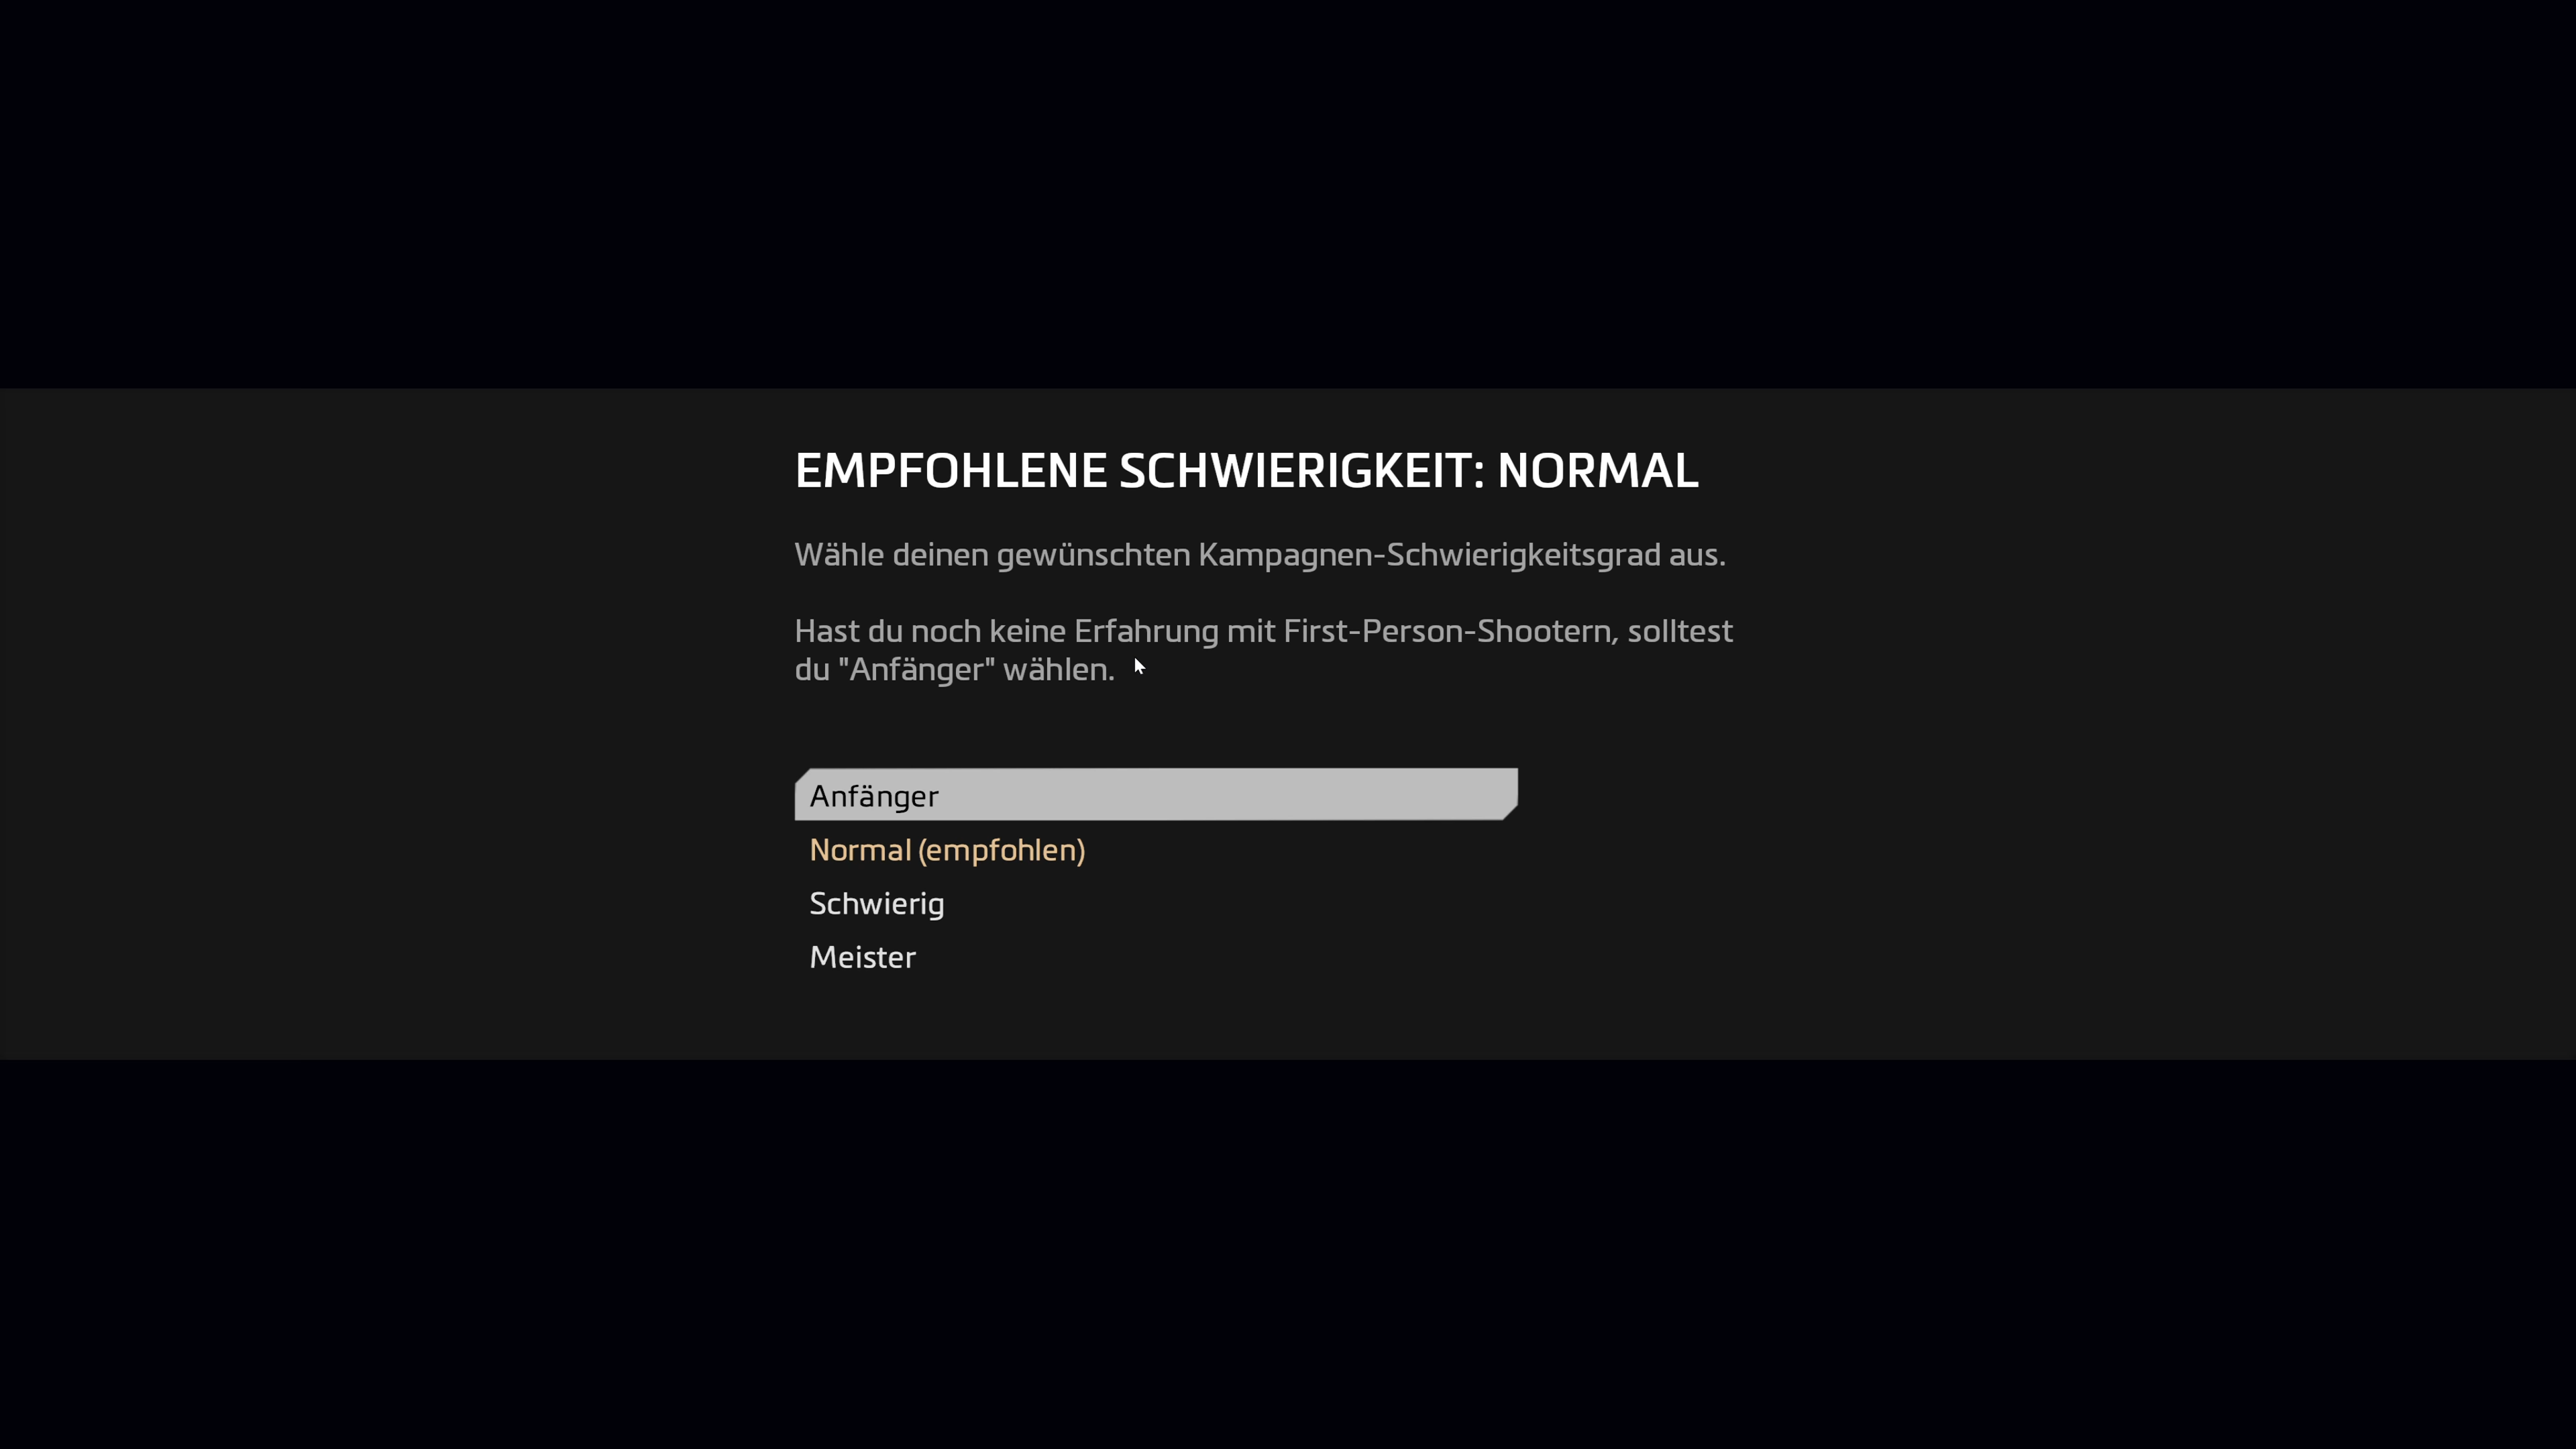 EMPFOHLENE SCHWIERIGKEIT: NORMAL
Wähle deinen gewünschten Kampagnen-Schwierigkeitsgrad aus.
Hast du noch keine Erfahrung mit First-Person-Shootern, solltest
du "Anfänger" wählen.
Anfänger
Normal (empfohlen)
Schwierig
Meister